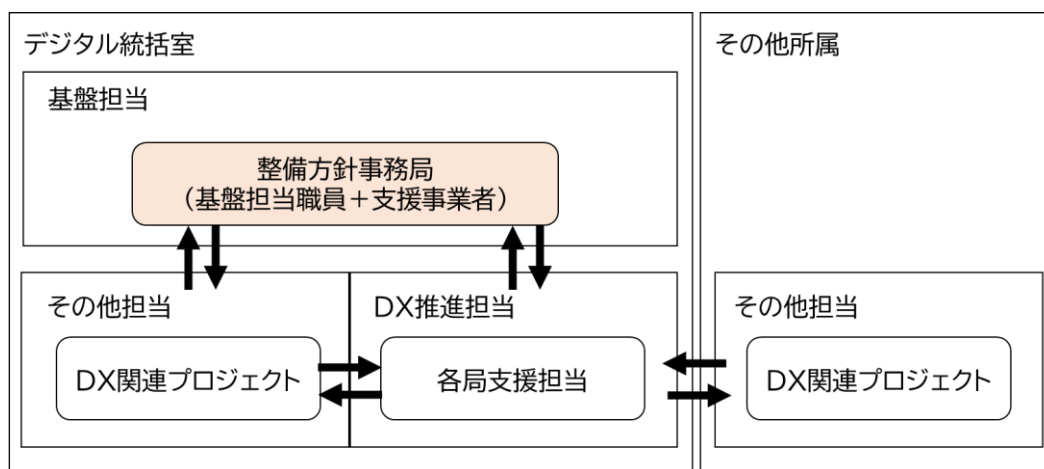 デジタル統括室
その他所属
基盤担当
整備方針事務局
（基盤担当職員＋支援事業者）
その他担当
DX推進担当
その他担当
DX関連プロジェクト
各局支援担当
DX関連プロジェクト